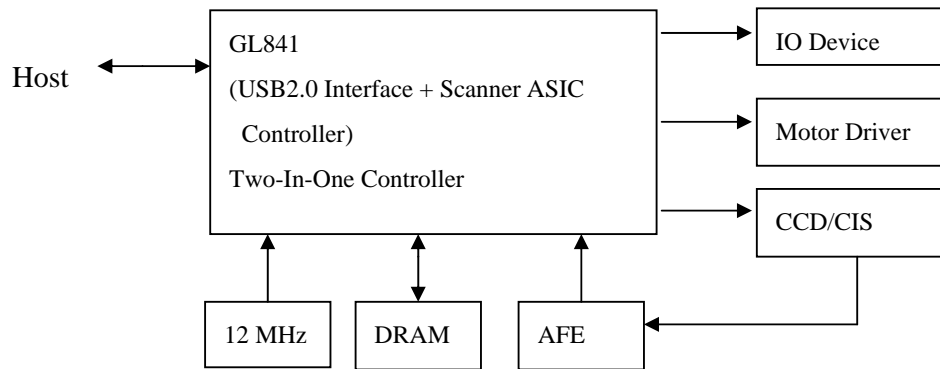 Host
GL841
(USB2.0 Interface + Scanner ASIC
Controller)
Two-In-One Controller
IO Device
Motor Driver
CCD/CIS
12 MHz
DRAM
AFE